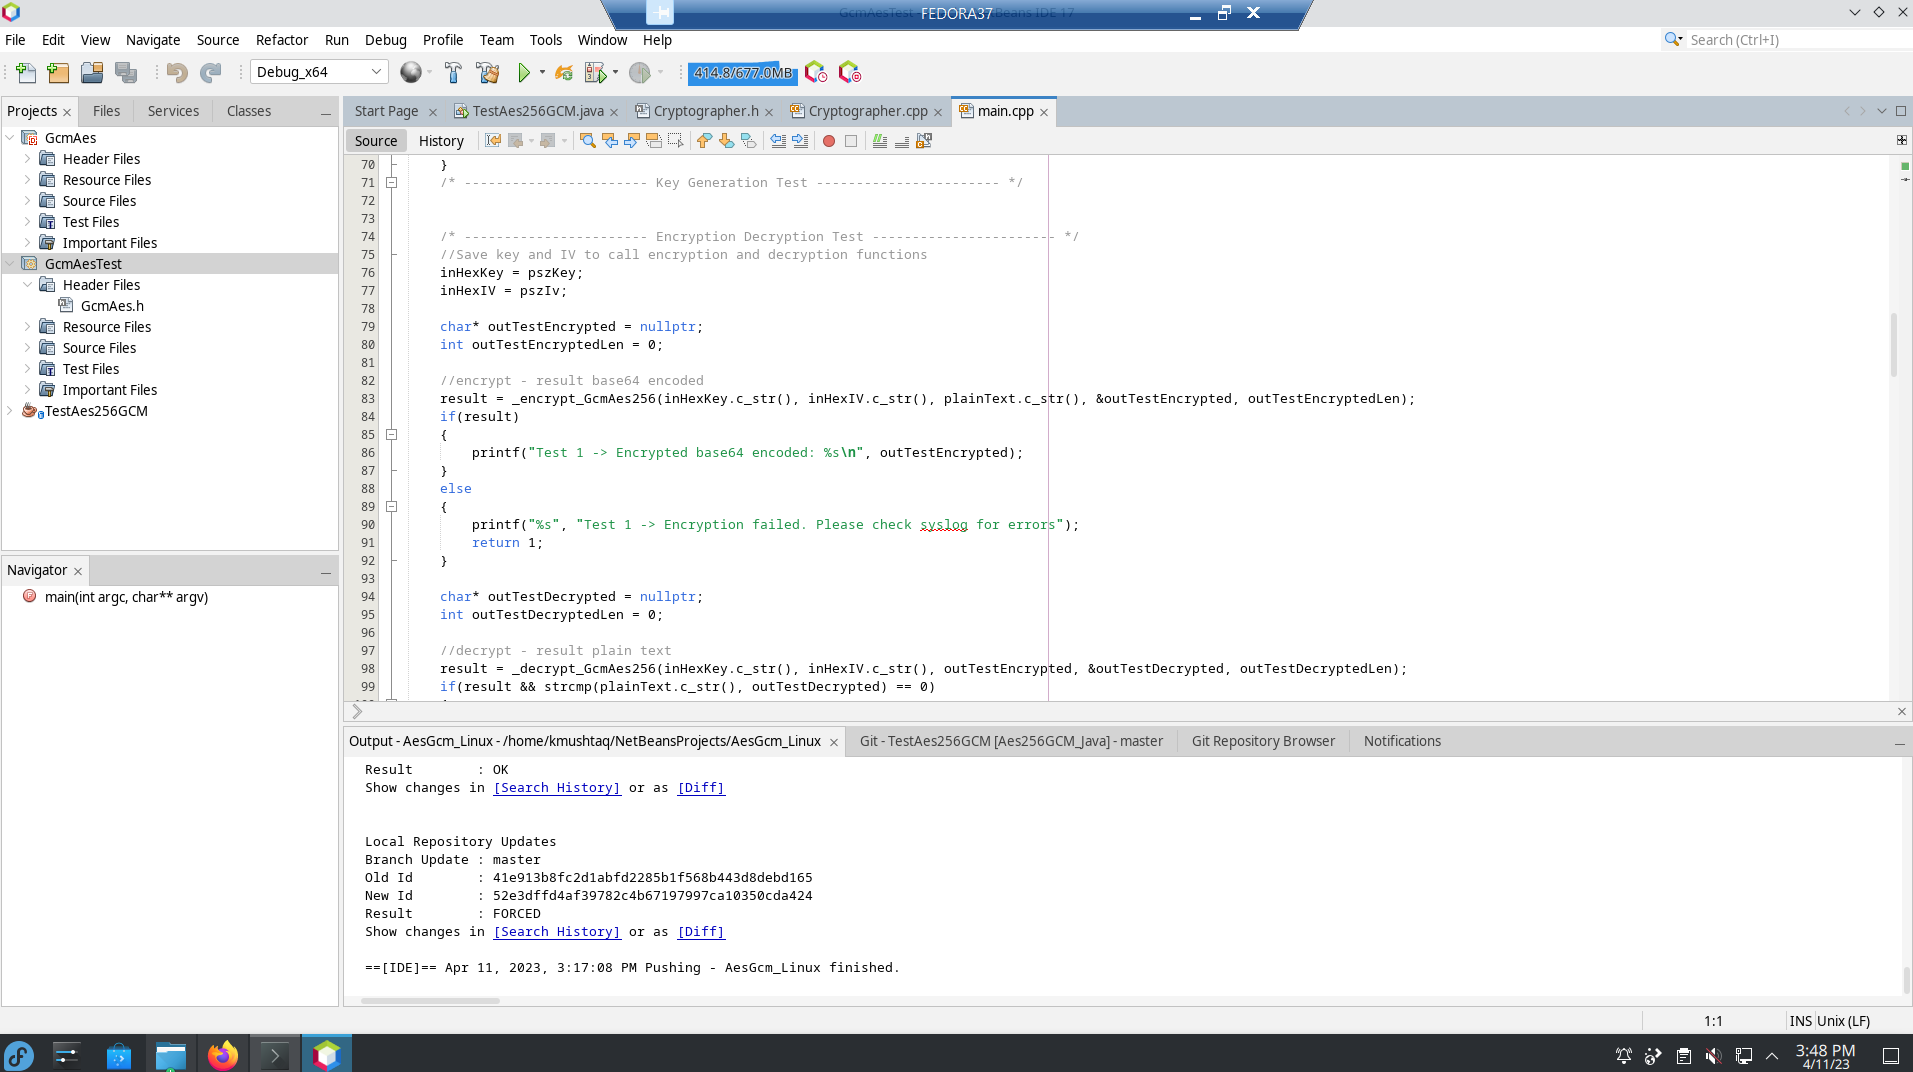 GcmAesTest - FEDORA37 Beans IDE 17
File Edit View Navigate Source Refactor Run Debug Profile Team Tools Window Help
Search (Ctrl+I)
Debug_x64
414.8/677.0MB
Projects Files Services Classes
GcmAes
Header Files
Resource Files
Source Files
Test Files
Important Files
GcmAesTest
Header Files
GcmAes.h
Resource Files
Source Files
Test Files
Important Files
TestAes256GCM
Navigator
main(int argc, char** argv)
Start Page TestAes256GCM.java Cryptographer.h Cryptographer.cpp main.cpp
Source History
70 }
71 /* ----------------------- Key Generation Test ----------------------- */
72
73
74 /* ----------------------- Encryption Decryption Test ----------------------- */
75 //Save key and IV to call encryption and decryption functions
76 inHexKey = pszKey;
77 inHexIV = pszIv;
78
79 char* outTestEncrypted = nullptr;
80 int outTestEncryptedLen = 0;
81
82 //encrypt - result base64 encoded
83 result = _encrypt_GcmAes256(inHexKey.c_str(), inHexIV.c_str(), plainText.c_str(), &outTestEncrypted, outTestEncryptedLen);
84 if(result)
85 {
86 printf("Test 1 -> Encrypted base64 encoded: %s\n", outTestEncrypted);
87 }
88 else
89 {
90 printf("%s", "Test 1 -> Encryption failed. Please check syslog for errors");
91 return 1;
92 }
93
94 char* outTestDecrypted = nullptr;
95 int outTestDecryptedLen = 0;
96
97 //decrypt - result plain text
98 result = _decrypt_GcmAes256(inHexKey.c_str(), inHexIV.c_str(), outTestEncrypted, &outTestDecrypted, outTestDecryptedLen);
99 if(result && strcmp(plainText.c_str(), outTestDecrypted) == 0)
Output - AesGcm_Linux - /home/kmushtaq/NetBeansProjects/AesGcm_Linux Git - TestAes256GCM [Aes256GCM_Java] - master Git Repository Browser Notifications
Result : OK
Show changes in [Search History] or as [Diff]
Local Repository Updates
Branch Update : master
Old Id : 41e913b8fc2d1abfd2285b1f568b443d8debd165
New Id : 52e3dffd4af39782c4b67197997ca10350cda424
Result : FORCED
Show changes in [Search History] or as [Diff]
==[IDE]== Apr 11, 2023, 3:17:08 PM Pushing - AesGcm_Linux finished.
1:1 INS Unix (LF)
3:48 PM
4/11/23